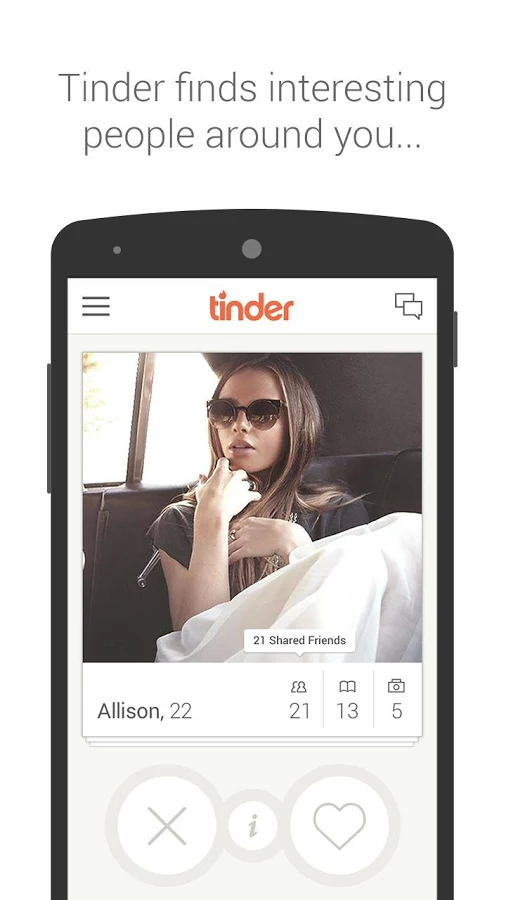 Tinder finds interesting
people around you...
tinder
21 Shared Friends
Allison, 22
21
13
5
i